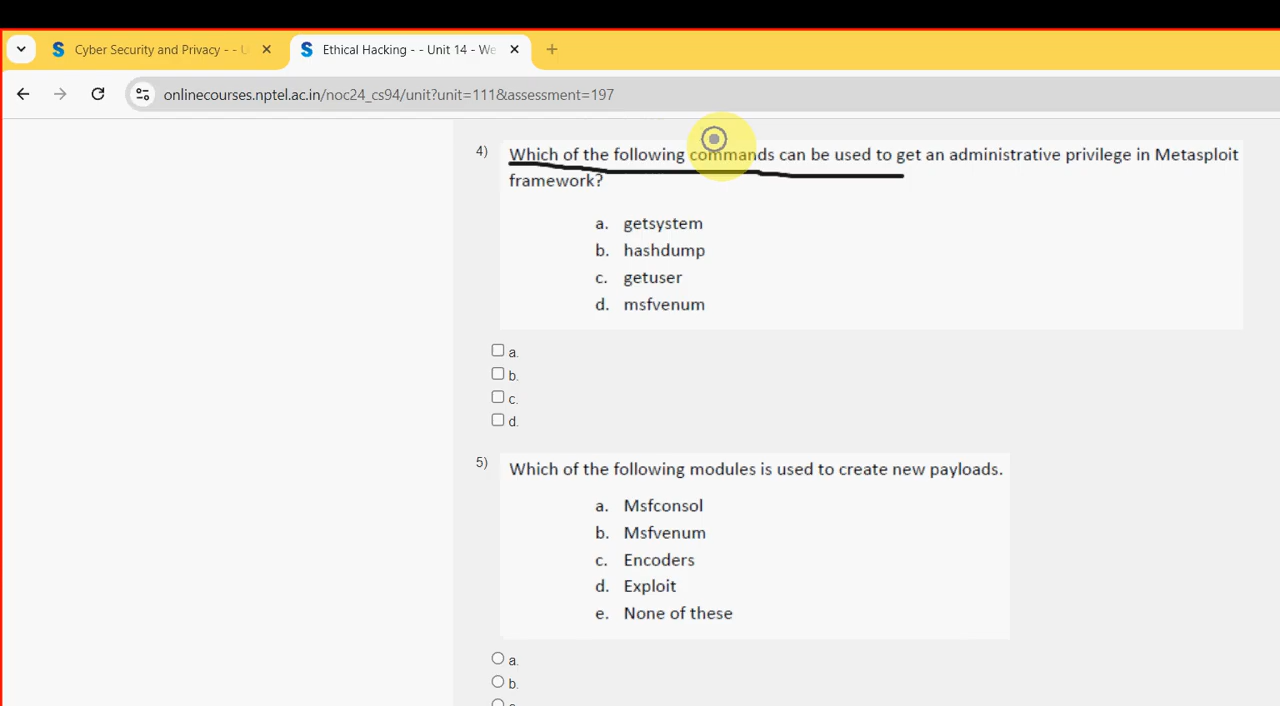 Cyber Security and Privacy - - U
Ethical Hacking - - Unit 14 - We
onlinecourses.nptel.ac.in/noc24_cs94/unit?unit=111&assessment=197
4) Which of the following commands can be used to get an administrative privilege in Metasploit
framework?
a. getsystem
b. hashdump
c. getuser
d. msfvenum
a.
b.
c.
d.
5) Which of the following modules is used to create new payloads.
a. Msfconsol
b. Msfvenum
c. Encoders
d. Exploit
e. None of these
a.
b.